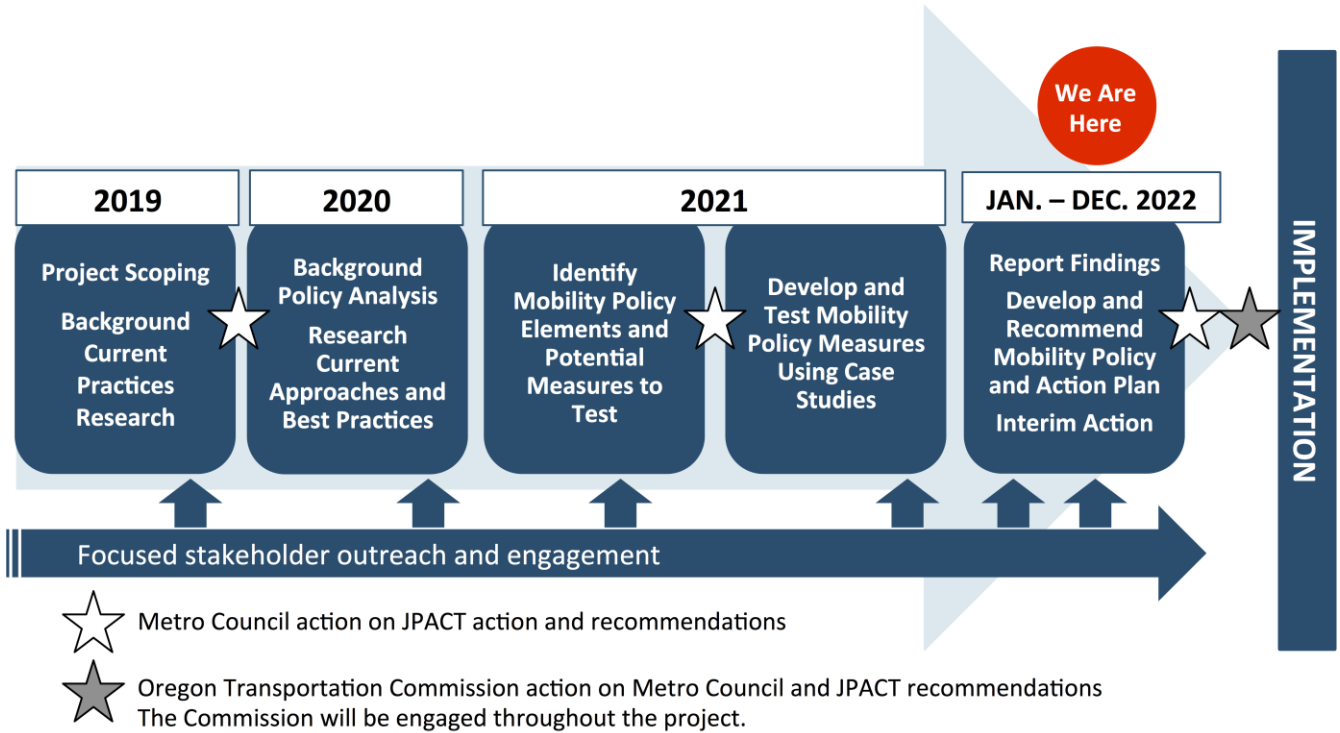 We Are
Here
2019
2020
2021
JAN. – DEC. 2022
Project Scoping
Background
Current
Practices
Research
Background
Policy Analysis
Research
Current
Approaches and
Best Practices
Identify
Mobility Policy
Elements and
Potential
Measures to
Test
Develop and
Test Mobility
Policy Measures
Using Case
Studies
Report Findings
Develop and
Recommend
Mobility Policy
and Action Plan
Interim Action
IMPLEMENTATION
Focused stakeholder outreach and engagement
Metro Council action on JPACT action and recommendations
Oregon Transportation Commission action on Metro Council and JPACT recommendations
The Commission will be engaged throughout the project.